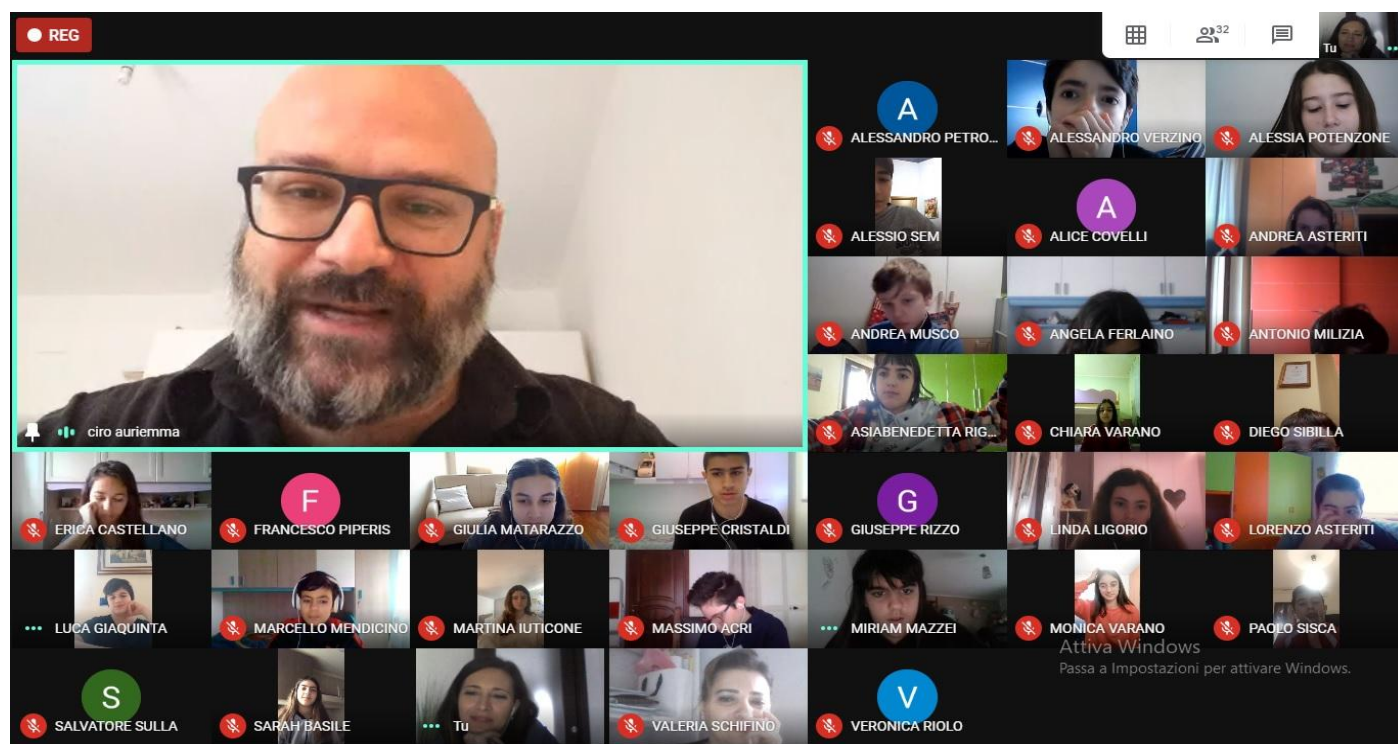 REG
32
Tu
ciro auriemma
ALESSANDRO PETRO...
ALESSANDRO VERZINO
ALESSIA POTENZONE
ALESSIO SEM
A
A
ALICE COVELLI
ANDREA ASTERITI
ANDREA MUSCO
ANGELA FERLAINO
ANTONIO MILIZIA
ASIABENEDETTA RIG...
CHIARA VARANO
DIEGO SIBILLA
ERICA CASTELLANO
F
FRANCESCO PIPERIS
GIULIA MATARAZZO
GIUSEPPE CRISTALDI
G
GIUSEPPE RIZZO
LINDA LIGORIO
LORENZO ASTERITI
LUCA GIAQUINTA
MARCELLO MENDICINO
MARTINA IUTICONE
MASSIMO ACRI
MIRIAM MAZZEI
MONICA VARANO
PAOLO SISCA
Attiva Windows
Passa a Impostazioni per attivare Windows.
S
SALVATORE SULLA
SARAH BASILE
Tu
VALERIA SCHIFINO
V
VERONICA RIOLO